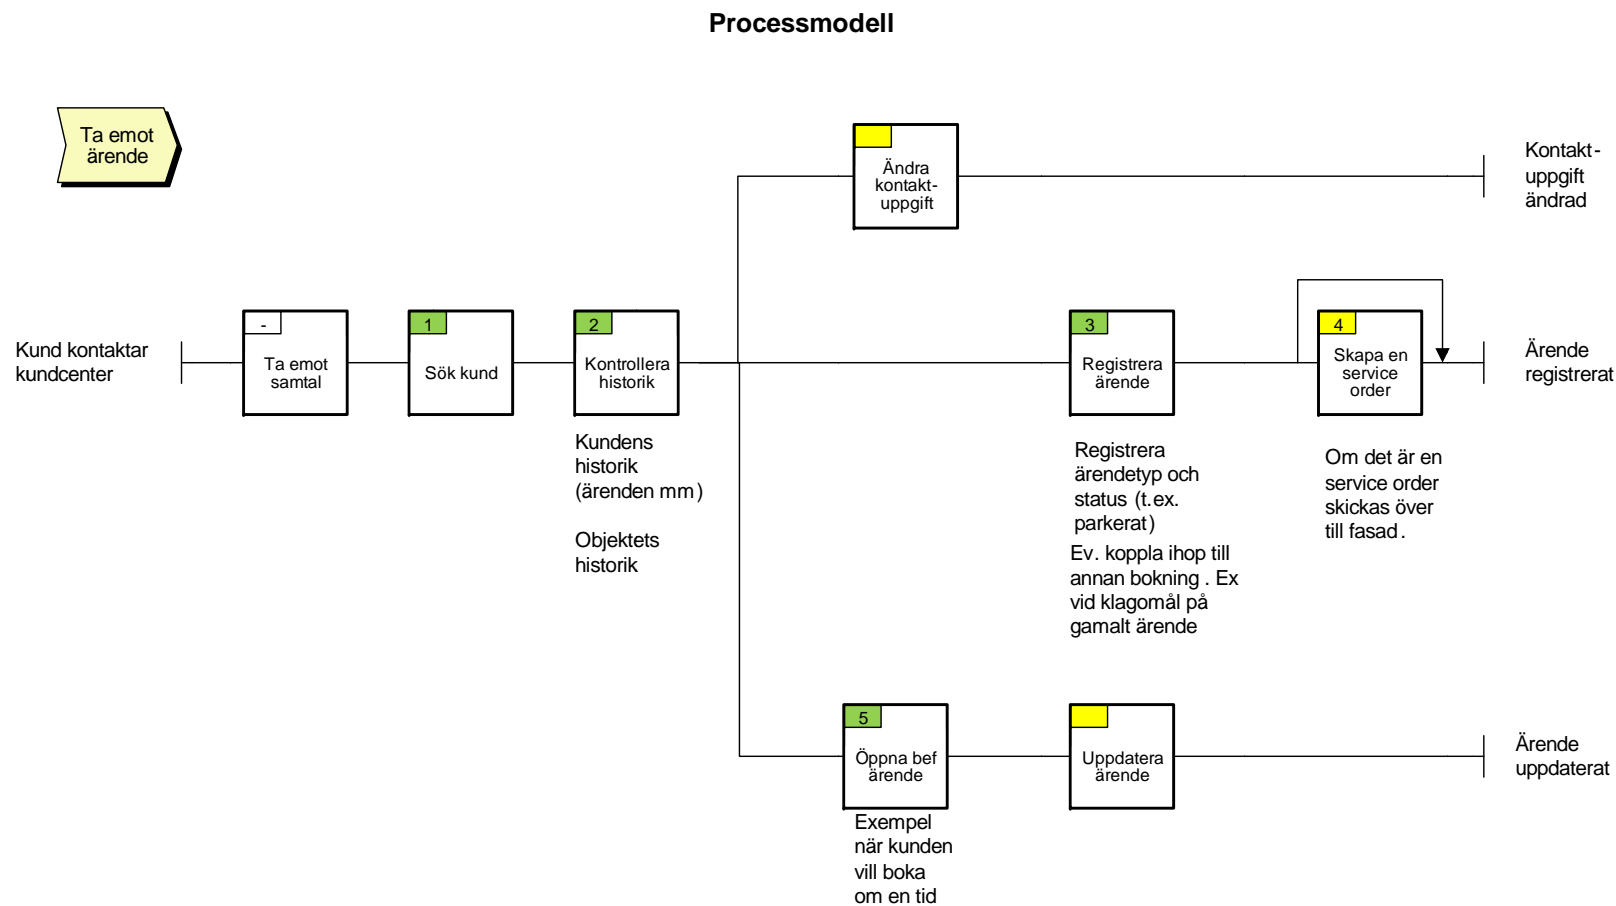 Processmodell
Ta emot
ärende
Ändra
kontakt-
uppgift
Kontakt-
uppgift
ändrad
Kund kontaktar
kundcenter
-
Ta emot
samtal
1
Sök kund
2
Kontrollera
historik
Kundens
historik
(ärenden mm)
Objektets
historik
3
Registrera
ärende
Registrera
ärendetyp och
status (t.ex.
parkerat)
Ev. koppla ihop till
annan bokning . Ex
vid klagomål på
gamalt ärende
4
Skapa en
service
order
Om det är en
service order
skickas över
till fasad .
Ärende
registrerat
5
Öppna bef
ärende
Exempel
när kunden
vill boka
om en tid
Uppdatera
ärende
Ärende
uppdaterat